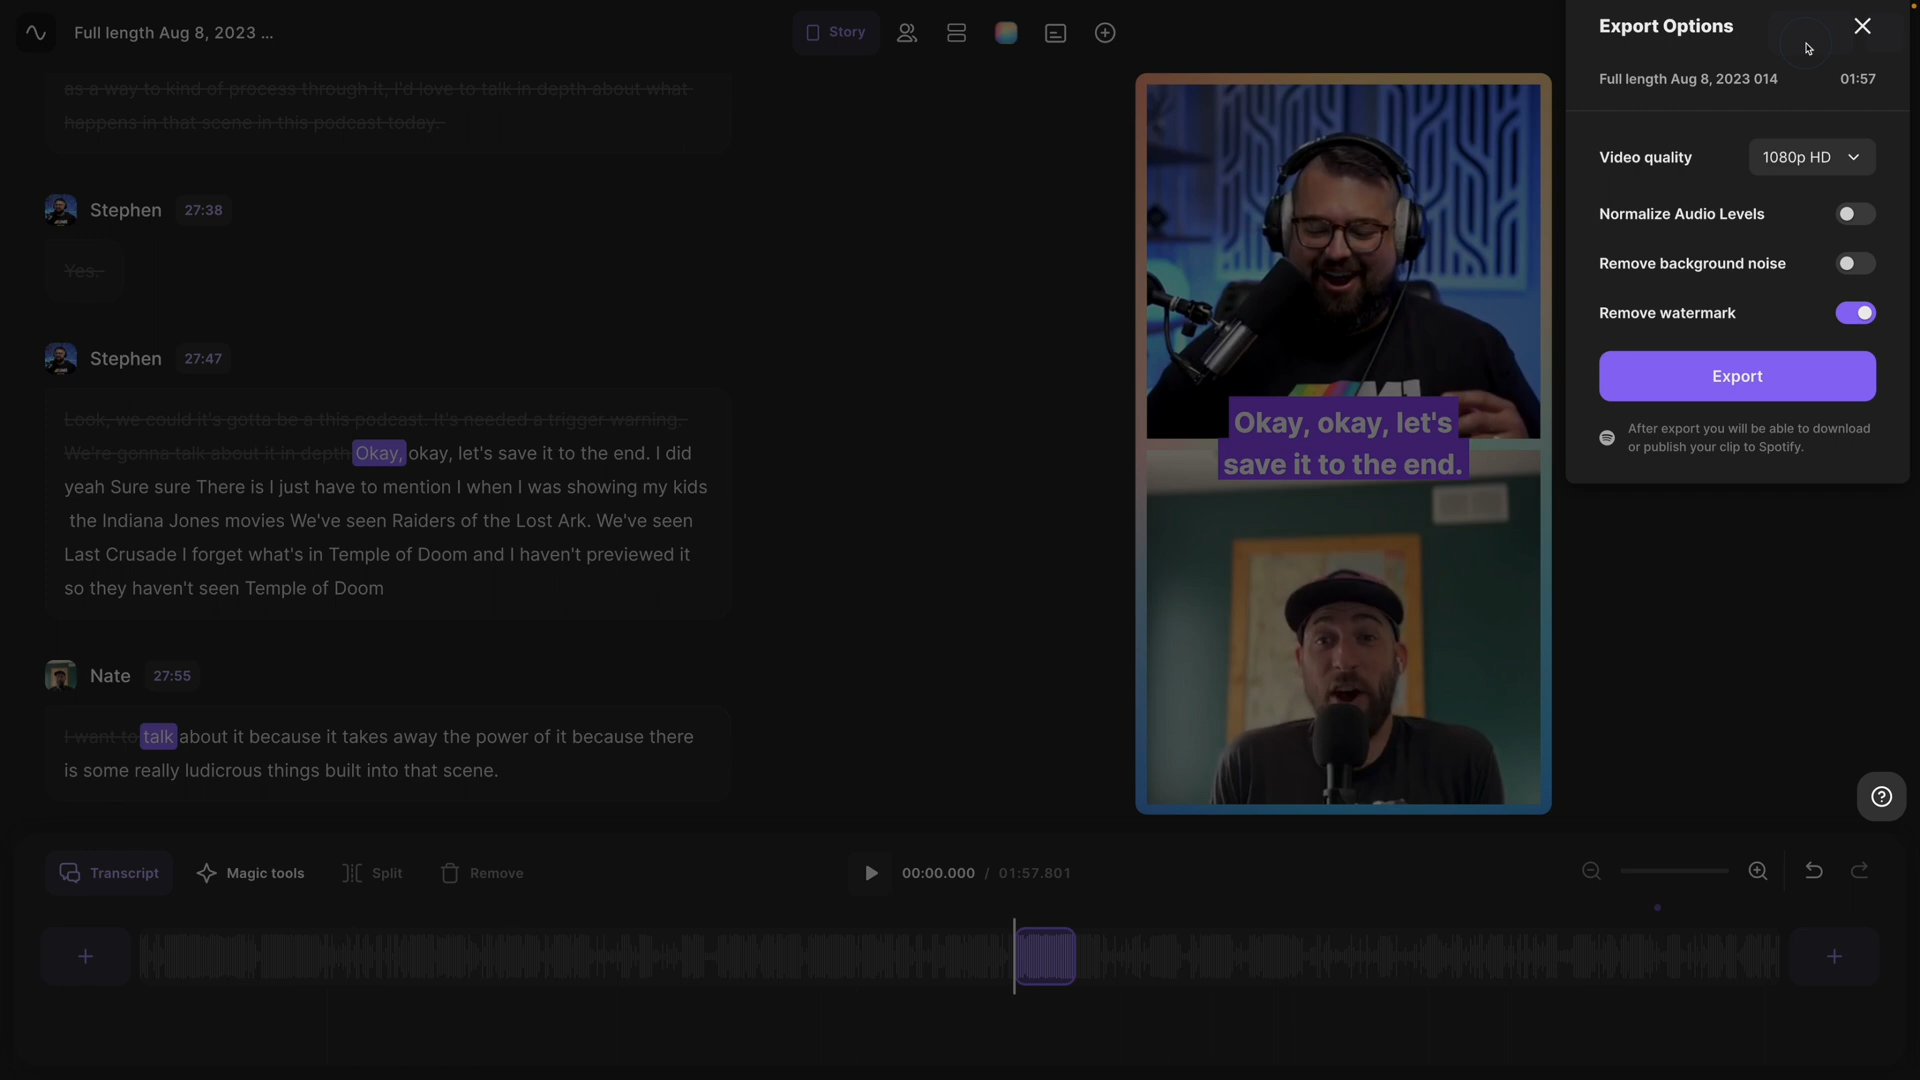 Full length Aug 8, 2023 ...
Story
as a way to kind of process through it, I'd love to talk in depth about what
happens in that scene in this podcast today.
Stephen 27:38
Yes.
Stephen 27:47
Look, we could it's gotta be a this podcast. It's needed a trigger warning.
We're gonna talk about it in depth Okay, okay, let's save it to the end. I did
yeah Sure sure There is I just have to mention I when I was showing my kids
the Indiana Jones movies We've seen Raiders of the Lost Ark. We've seen
Last Crusade I forget what's in Temple of Doom and I haven't previewed it
so they haven't seen Temple of Doom
Nate 27:55
I want to talk about it because it takes away the power of it because there
is some really ludicrous things built into that scene.
Okay, okay, let's
save it to the end.
Export Options
Full length Aug 8, 2023 014 01:57
Video quality 1080p HD
Normalize Audio Levels
Remove background noise
Remove watermark
Export
After export you will be able to download
or publish your clip to Spotify.
Transcript Magic tools Split Remove 00:00.000 / 01:57.801